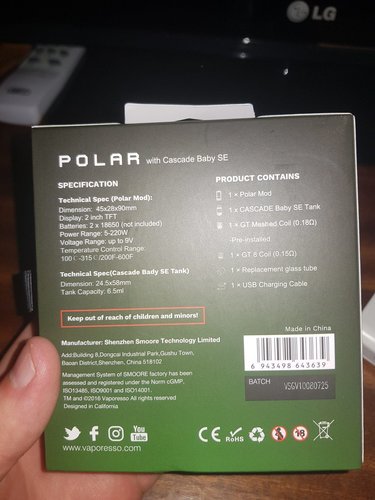 LG
POLAR with Cascade Baby SE
SPECIFICATION
Technical Spec (Polar Mod):
Dimension: 45x28x90mm
Display: 2 inch TFT
Batteries: 2 x 18650 (not included)
Power Range: 5-220W
Voltage Range: up to 9V
Temperature Control Range:
100℃-315℃/200F-600F
Technical Spec(Cascade Bady SE Tank)
Dimension: 24.5x58mm
Tank Capacity: 6.5ml
PRODUCT CONTAINS
1 × Polar Mod
1 × CASCADE BABY SE Tank
1 × GT Meshed Coil (0.18Ω)
-Pre-installed
1 × GT 8 Coil (0.15Ω)
1 × Replacement glass tube
1 × USB Charging Cable
Keep out of reach of children and minors!
Manufacturer: Shenzhen Smoore Technology Limited
Add:Building 8,Dongcai Industrial Park,Gushu Town,
Baoan District,Shenzhen, China 518102
Management System of SMOORE factory has been
assessed and registered under the Norm cGMP,
ISO13485, ISO9001 and ISO14001.
TM and ©2016 Vaporesso All rights reserved
Designed in California
Made in China
6 943498 643639
BATCH VSGV10080725
You Tube
www.vaporesso.com
CE RoHS 18